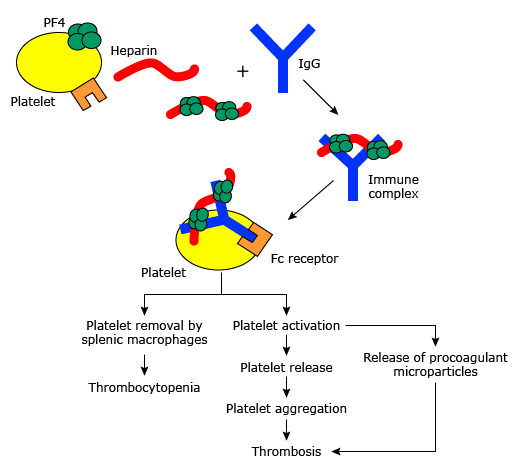 PF4
Heparin
Platelet
+
IgG
Immune
complex
Fc receptor
Platelet
Platelet removal by
splenic macrophages
Platelet activation
Release of procoagulant
microparticles
Thrombocytopenia
Platelet release
Platelet aggregation
Thrombosis